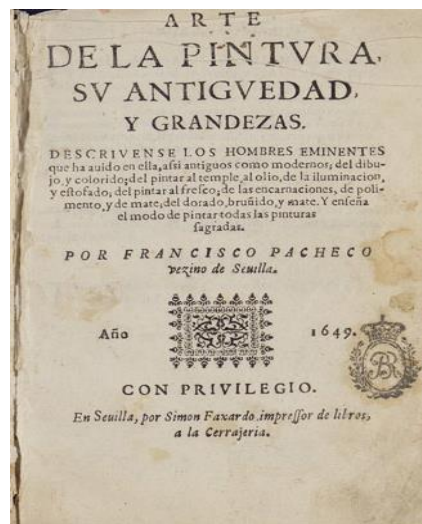 ARTE
DE LA PINTVRA,
SV ANTIGVEDAD,
Y GRANDEZAS.
DESCRIVENSE LOS HOMBRES EMINENTES
que ha auido en ella, assi antiguos como modernos; del dibu-
jo, y colorido; del pintar al temple, al olio, de la iluminacion,
y estofado; del pintar al fresco; de las encarnaciones, de poli-
mento, y de mate; del dorado, bruñido, y mate. Y enseña
el modo de pintar todas las pinturas
sagradas.
POR FRANCISCO PACHECO
vezino de Seuilla.
Año 1649.
CON PRIVILEGIO.
En Seuilla, por Simon Faxardo, impressor de libros,
a la Cerrajeria.